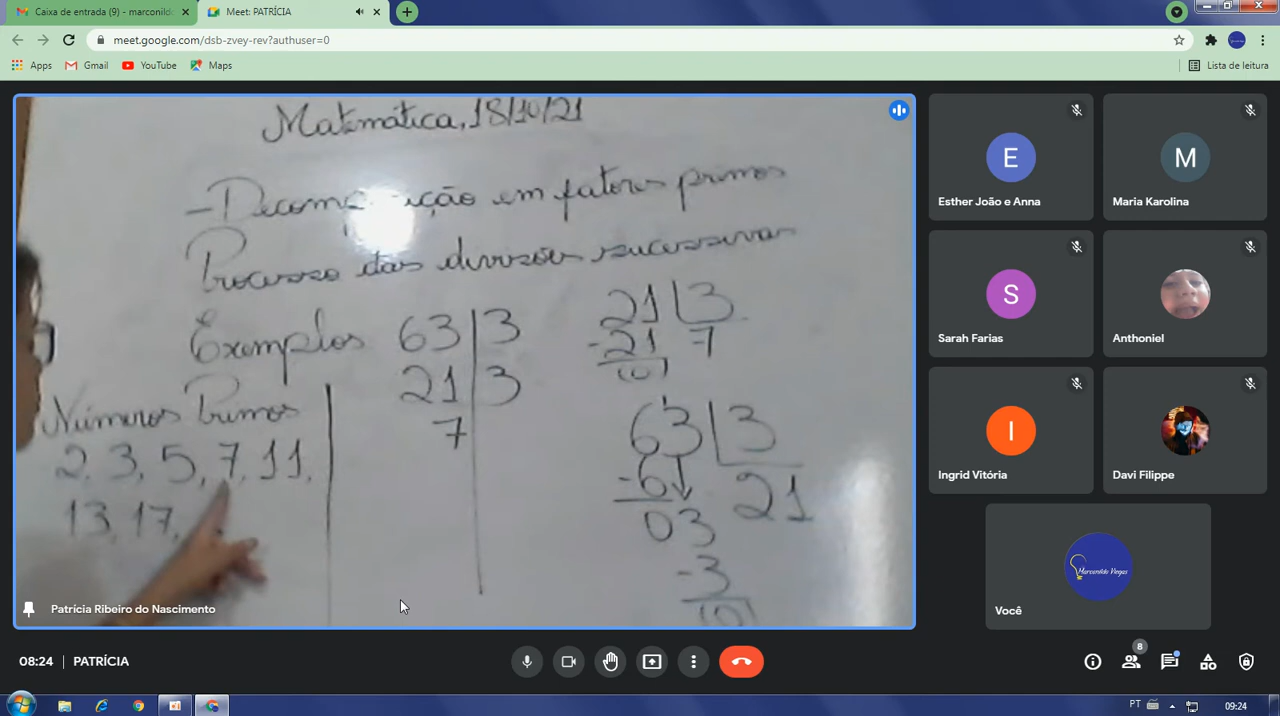 Caixa de entrada (9) - marconildo
Meet: PATRÍCIA
meet.google.com/dsb-zvey-rev?authuser=0
Apps Gmail YouTube Maps Lista de leitura
Matemática, 18/10/21
em fatores primos
Processo das divisões sucessivas
Exemplos 63 3
21 3
7
21 3
-21 7
(0)
63 3
-6 21
03
-3
(0)
Números Primos
2, 3, 5, 7, 11,
13, 17,
Patrícia Ribeiro do Nascimento
E
Esther João e Anna
M
Maria Karolina
S
Sarah Farias
Anthoniel
I
Ingrid Vitória
Davi Filippe
Marconildo Viegas
Você
08:24 | PATRÍCIA
8
PT 09:24